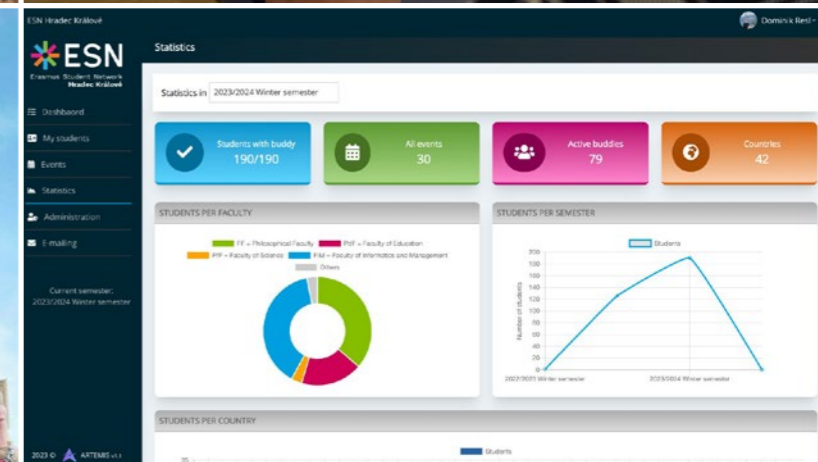 ESN Hradec Králové
Dominik Resl
ESN
Erasmus Student Network
Hradec Králové
Dashbaord
My students
Events
Statistics
Administration
E-mailing
Current semester:
2023/2024 Winter semester
2023 © ARTEMIS
Statistics
Statistics in 2023/2024 Winter semester
Students with buddy
190/190
All events
30
Active buddies
79
Countries
42
STUDENTS PER FACULTY
FF = Philosophical Faculty PdF = Faculty of Education
PřF = Faculty of Science FIM = Faculty of Informatics and Management
Others
STUDENTS PER SEMESTER
Students
Number of students
200
180
160
140
120
100
80
60
40
20
0
2022/2023 Winter semester 2023/2024 Winter semester
STUDENTS PER COUNTRY
Students
35